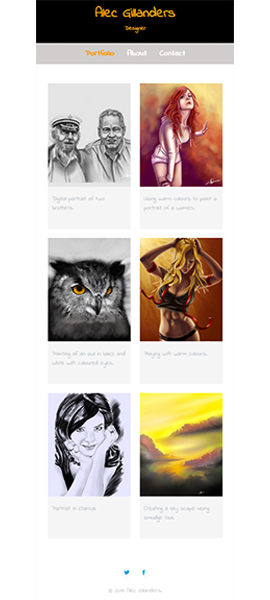 Alec Gillanders
Designer
Portfolio About Contact
Digital portrait of two
brothers.
Using warm colours to paint a
portrait of a women.
Painting of an owl in black and
white with coloured eyes.
Playing with warm colours.
Portrait in charcoal
Creating a sky scape using
smudge tool.
Alec Gillanders.